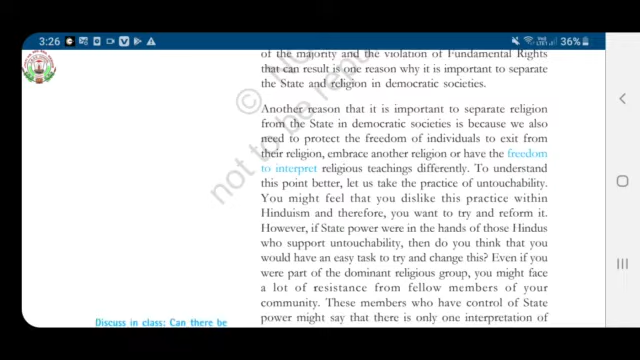 3:26
36%
of the majority and the violation of Fundamental Rights
that can result is one reason why it is important to separate
the State and religion in democratic societies.
Another reason that it is important to separate religion
from the State in democratic societies is because we also
need to protect the freedom of individuals to exit from
their religion, embrace another religion or have the freedom
to interpret religious teachings differently. To understand
this point better, let us take the practice of untouchability.
You might feel that you dislike this practice within
Hinduism and therefore, you want to try and reform it.
However, if State power were in the hands of those Hindus
who support untouchability, then do you think that you
would have an easy task to try and change this? Even if you
were part of the dominant religious group, you might face
a lot of resistance from fellow members of your
community. These members who have control of State
power might say that there is only one interpretation of
Discuss in class: Can there be
©
not to be